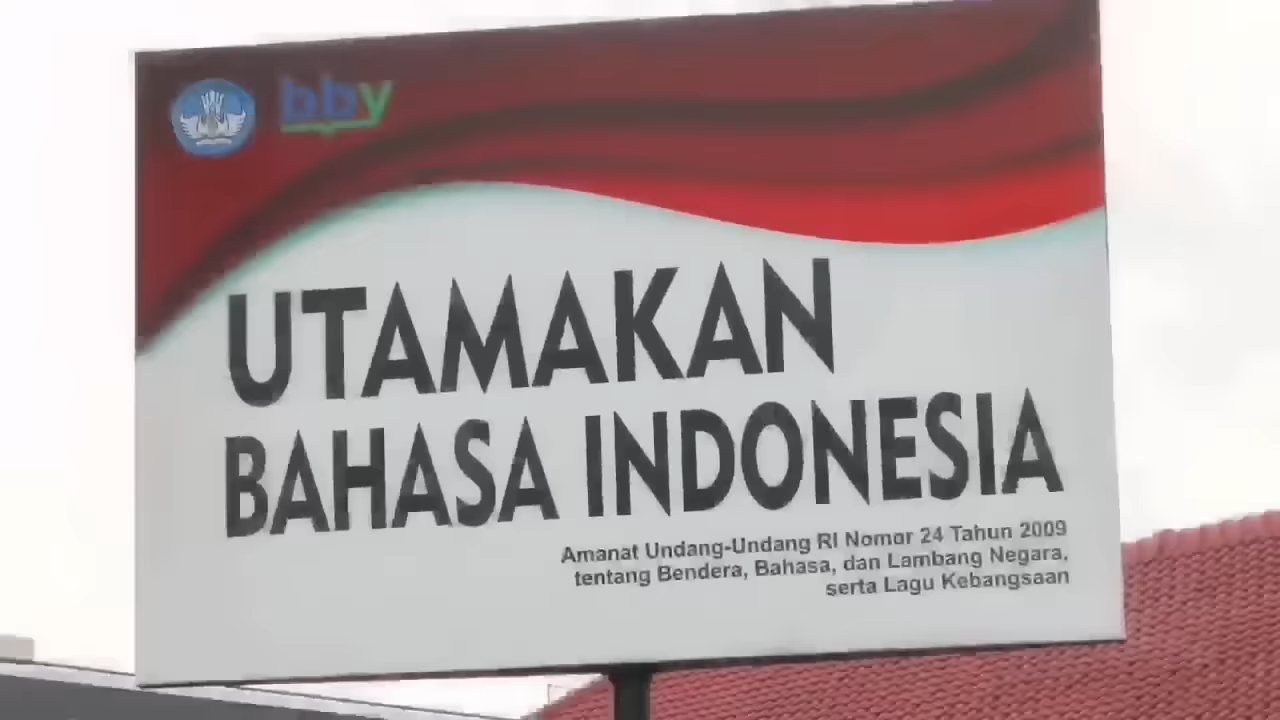 bby
UTAMAKAN
BAHASA INDONESIA
Amanat Undang-Undang RI Nomor 24 Tahun 2009
tentang Bendera, Bahasa, dan Lambang Negara,
serta Lagu Kebangsaan